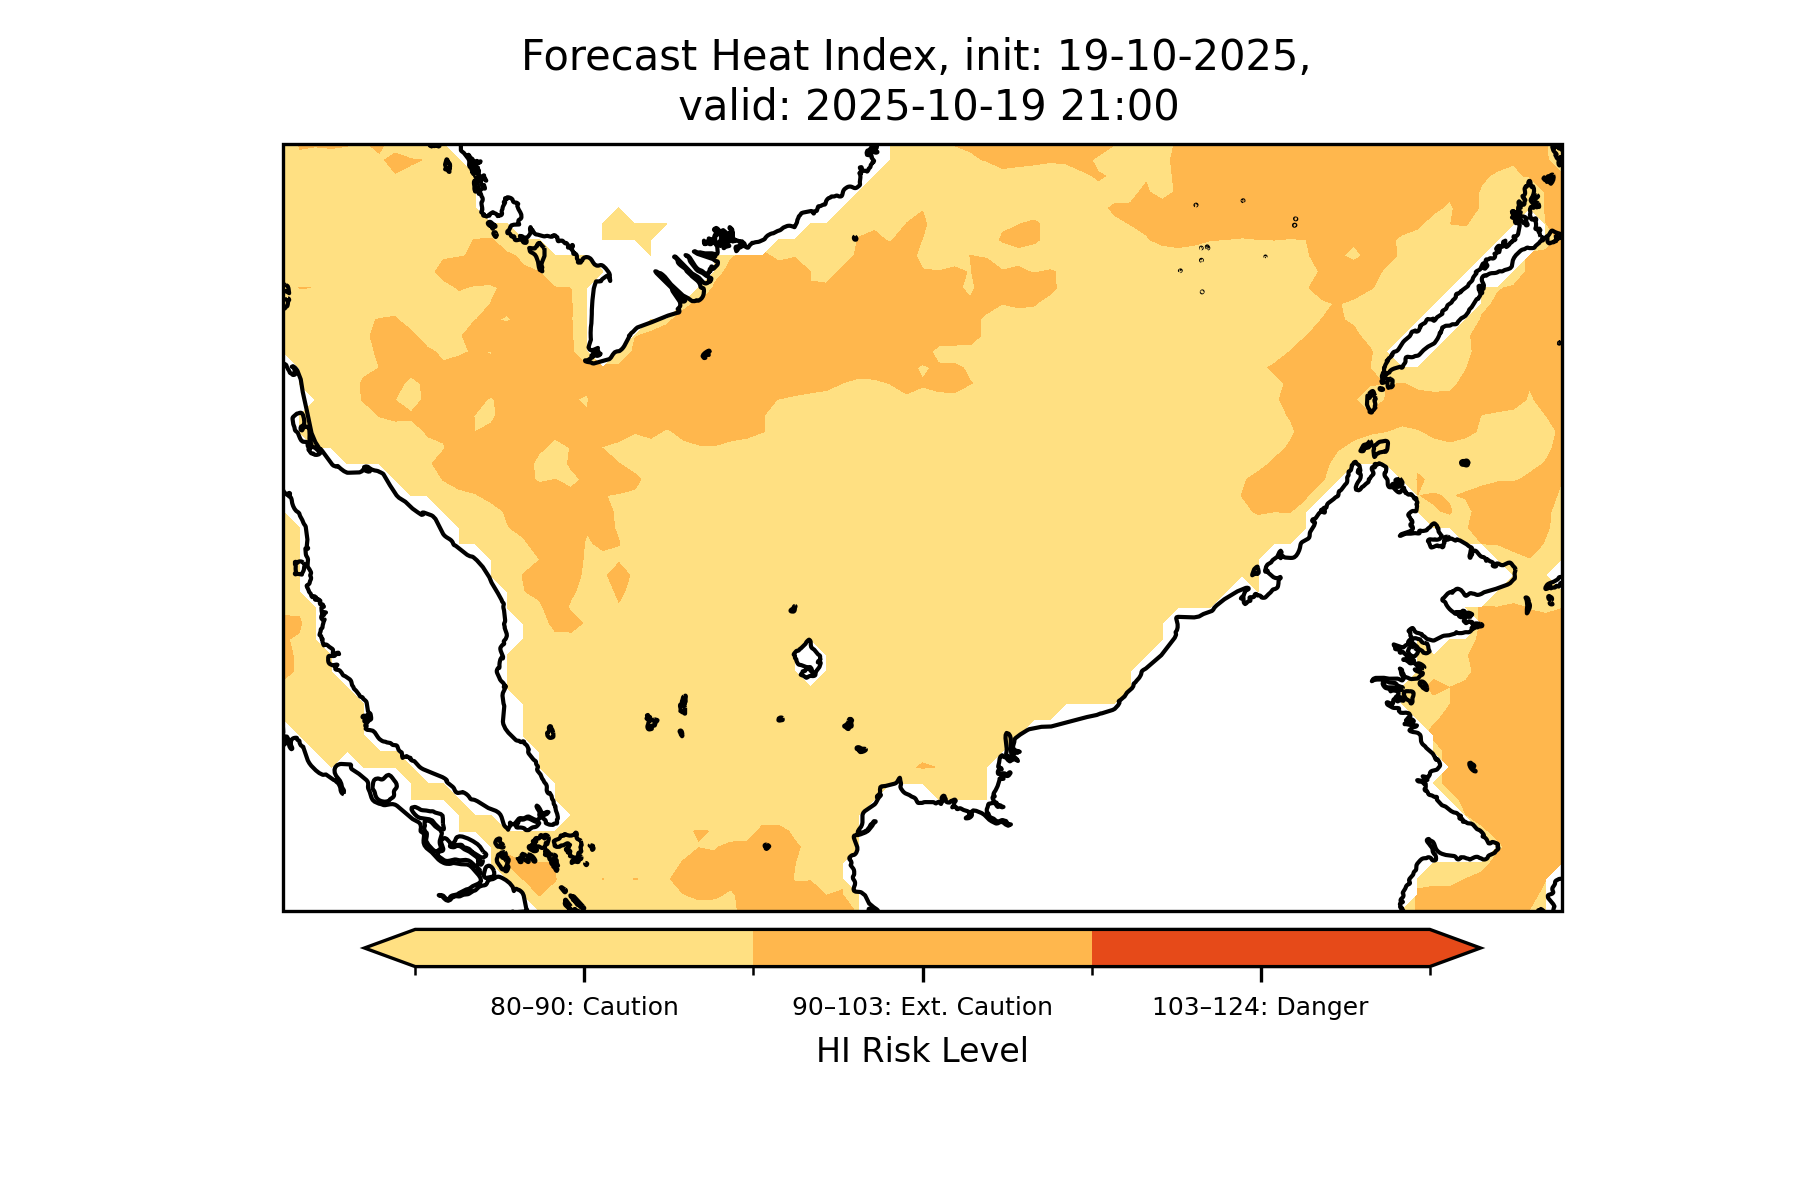 Forecast Heat Index, init: 19-10-2025,
valid: 2025-10-19 21:00
80–90: Caution
90–103: Ext. Caution
103–124: Danger
HI Risk Level